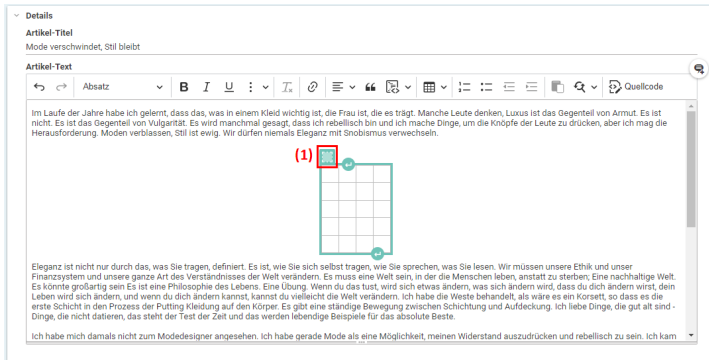 Details
Artikel-Titel
Mode verschwindet, Stil bleibt
Artikel-Text
Absatz B I U Tx Quellcode
Im Laufe der Jahre habe ich gelernt, dass das, was in einem Kleid wichtig ist, die Frau ist, die es trägt. Manche Leute denken, Luxus ist das Gegenteil von Armut. Es ist
nicht. Es ist das Gegenteil von Vulgarität. Es wird manchmal gesagt, dass ich rebellisch bin und ich mache Dinge, um die Knöpfe der Leute zu drücken, aber ich mag die
Herausforderung. Moden verblassen, Stil ist ewig. Wir dürfen niemals Eleganz mit Snobismus verwechseln.
(1)
Eleganz ist nicht nur durch das, was Sie tragen, definiert. Es ist, wie Sie sich selbst tragen, wie Sie sprechen, was Sie lesen. Wir müssen unsere Ethik und unser
Finanzsystem und unsere ganze Art des Verständnisses der Welt verändern. Es muss eine Welt sein, in der die Menschen leben, anstatt zu sterben; Eine nachhaltige Welt.
Es könnte großartig sein Es ist eine Philosophie des Lebens. Eine Übung. Wenn du das tust, wird sich etwas ändern, was sich ändern wird, dass du dich ändern wirst, dein
Leben wird sich ändern, und wenn du dich ändern kannst, kannst du vielleicht die Welt verändern. Ich habe die Weste behandelt, als wäre es ein Korsett, so dass es die
erste Schicht in den Prozess der Putting Kleidung auf den Körper. Es gibt eine ständige Bewegung zwischen Schichtung und Aufdeckung. Ich liebe Dinge, die gut alt sind -
Dinge, die nicht datieren, das steht der Test der Zeit und das werden lebendige Beispiele für das absolute Beste.
Ich habe mich damals nicht zum Modedesigner angesehen. Ich habe gerade Mode als eine Möglichkeit, meinen Widerstand auszudrücken und rebellisch zu sein. Ich kam